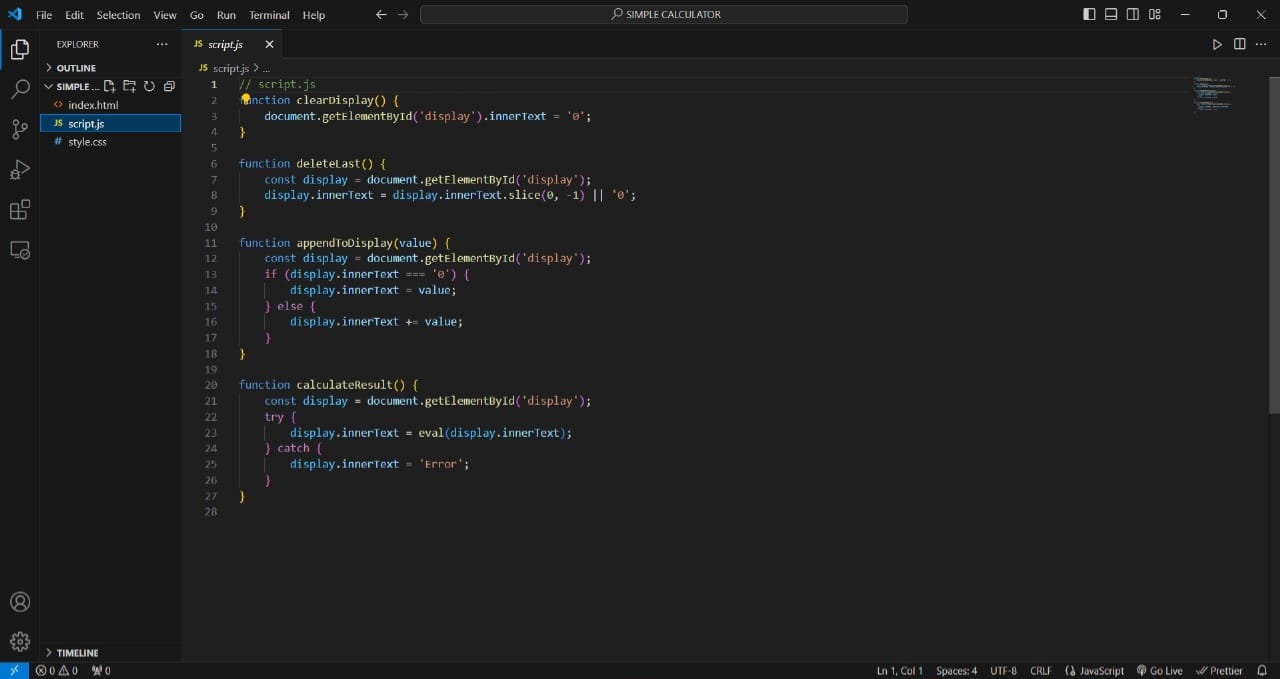 File Edit Selection View Go Run Terminal Help
SIMPLE CALCULATOR
EXPLORER
OUTLINE
SIMPLE ...
index.html
JS script.js
# style.css
TIMELINE
JS script.js
JS script.js > ...
1 // script.js
2 function clearDisplay() {
3 document.getElementById('display').innerText = '0';
4 }
5
6 function deleteLast() {
7 const display = document.getElementById('display');
8 display.innerText = display.innerText.slice(0, -1) || '0';
9 }
10
11 function appendToDisplay(value) {
12 const display = document.getElementById('display');
13 if (display.innerText === '0') {
14 display.innerText = value;
15 } else {
16 display.innerText += value;
17 }
18 }
19
20 function calculateResult() {
21 const display = document.getElementById('display');
22 try {
23 display.innerText = eval(display.innerText);
24 } catch {
25 display.innerText = 'Error';
26 }
27 }
28
0 0 0
Ln 1, Col 1 Spaces: 4 UTF-8 CRLF {} JavaScript Go Live Prettier